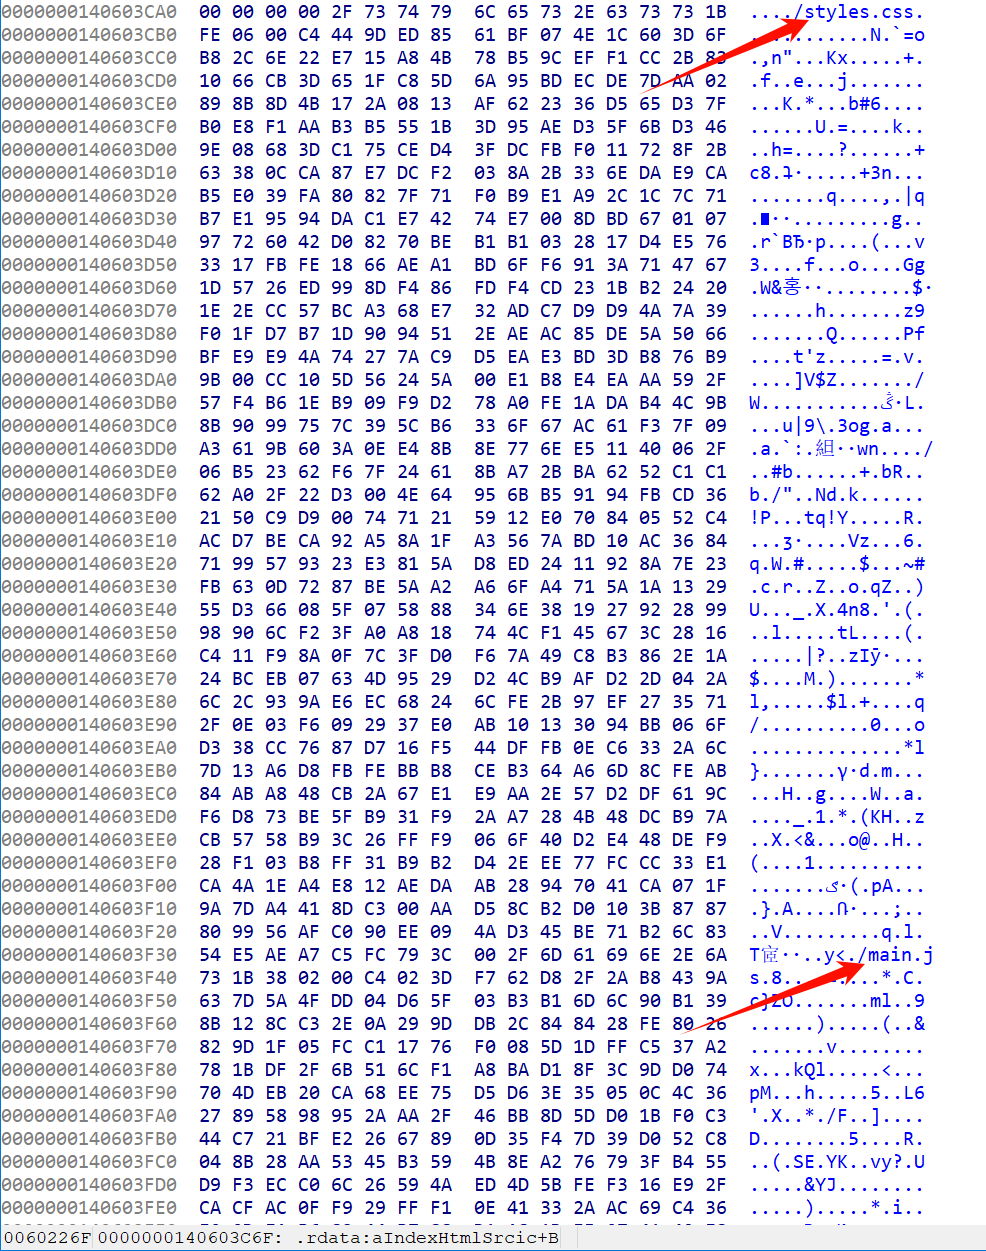 0000000140603CA0 00 00 00 00 2F 73 74 79 6C 65 73 2E 63 73 73 1B ..../styles.css.
0000000140603CB0 FE 06 00 C4 44 9D ED 85 61 BF 07 4E 1C 60 3D 6F ...........N.`=o
0000000140603CC0 B8 2C 6E 22 E7 15 A8 4B 78 B5 9C EF F1 CC 2B 83 .,n"...Kx.....+.
0000000140603CD0 10 66 CB 3D 65 1F C8 5D 6A 95 BD EC DE 7D AA 02
0000000140603CE0 89 8B 8D 4B 17 2A 08 13 AF 62 23 36 D5 65 D3 7F ...K.*...b#6....
0000000140603CF0 B0 E8 F1 AA B3 B5 55 1B 3D 95 AE D3 5F 6B D3 46 ......U.=....k..
0000000140603D00 9E 08 68 3D C1 75 CE D4 3F DC FB F0 11 72 8F 2B ..h=....?......+
0000000140603D10 63 38 0C CA 87 E7 DC F2 03 8A 2B 33 6E DA E9 CA
0000000140603D20 B5 E0 39 FA 80 82 7F 71 F0 B9 E1 A9 2C 1C 7C 71 .......q....,.|q
0000000140603D30 B7 E1 95 94 DA C1 E7 42 74 E7 00 8D BD 67 01 07 .■··.........g..
0000000140603D40 97 72 60 42 D0 82 70 BE B1 B1 03 28 17 D4 E5 76 .r`BЂ·p....(...v
0000000140603D50 33 17 FB FE 18 66 AE A1 BD 6F F6 91 3A 71 47 67 3....f...o....Gg
0000000140603D60 1D 57 26 ED 99 8D F4 86 FD F4 CD 23 1B B2 24 20 .W&홍··........$·
0000000140603D70 1E 2E CC 57 BC A3 68 E7 32 AD C7 D9 D9 4A 7A 39 ......h.......z9
0000000140603D80 F0 1F D7 B7 1D 90 94 51 2E AE AC 85 DE 5A 50 66 .......Q......Pf
0000000140603D90 BF E9 E9 4A 74 27 7A C9 D5 EA E3 BD 3D B8 76 B9 ....t'z.....=.v.
0000000140603DA0 9B 00 CC 10 5D 56 24 5A 00 E1 B8 E4 EA AA 59 2F ....]V$Z......./
0000000140603DB0 57 F4 B6 1E B9 09 F9 D2 78 A0 FE 1A DA B4 4C 9B
0000000140603DC0 8B 90 99 75 7C 39 5C B6 33 6F 67 AC 61 F3 7F 09 ...u|9\.3og.a...
0000000140603DD0 A3 61 9B 60 3A 0E E4 8B 8E 77 6E E5 11 40 06 2F
0000000140603DE0 06 B5 23 62 F6 7F 24 61 8B A7 2B BA 62 52 C1 C1 ..#b......+.bR..
0000000140603DF0 62 A0 2F 22 D3 00 4E 64 95 6B B5 91 94 FB CD 36 b./"..Nd.k......
0000000140603E00 21 50 C9 D9 00 74 71 21 59 12 E0 70 84 05 52 C4 !P...tq!Y.....R.
0000000140603E10 AC D7 BE CA 92 A5 8A 1F A3 56 7A BD 10 AC 36 84
0000000140603E20 71 99 57 93 23 E3 81 5A D8 ED 24 11 92 8A 7E 23 q.W.#.....$...~#
0000000140603E30 FB 63 0D 72 87 BE 5A A2 A6 6F A4 71 5A 1A 13 29 .c.r..Z..o.qZ..)
0000000140603E40 55 D3 66 08 5F 07 58 88 34 6E 38 19 27 92 28 99 U..._.X.4n8.'.(.
0000000140603E50 98 90 6C F2 3F A0 A8 18 74 4C F1 45 67 3C 28 16 ..l.....tL....(.
0000000140603E60 C4 11 F9 8A 0F 7C 3F D0 F6 7A 49 C8 B3 86 2E 1A .....|?..zIȳ·...
0000000140603E70 24 BC EB 07 63 4D 95 29 D2 4C B9 AF D2 2D 04 2A $....M.).......*
0000000140603E80 6C 2C 93 9A E6 EC 68 24 6C FE 2B 97 EF 27 35 71 l,.....$l.+....q
0000000140603E90 2F 0E 03 F6 09 29 37 E0 AB 10 13 30 94 BB 06 6F /..........0...o
0000000140603EA0 D3 38 CC 76 87 D7 16 F5 44 DF FB 0E C6 33 2A 6C ..............*l
0000000140603EB0 7D 13 A6 D8 FB FE BB B8 CE B3 64 A6 6D 8C FE AB }.......γ·d.m...
0000000140603EC0 84 AB A8 48 CB 2A 67 E1 E9 AA 2E 57 D2 DF 61 9C ...H..g....W..a.
0000000140603ED0 F6 D8 73 BE 5F B9 31 F9 2A A7 28 4B 48 DC B9 7A ...._.1.*.(KH..z
0000000140603EE0 CB 57 58 B9 3C 26 FF F9 06 6F 40 D2 E4 48 DE F9 ..X.<&...o@..H..
0000000140603EF0 28 F1 03 B8 FF 31 B9 B2 D4 2E EE 77 FC CC 33 E1 (....1..........
0000000140603F00 CA 4A 1E A4 E8 12 AE DA AB 28 94 70 41 CA 07 1F
0000000140603F10 9A 7D A4 41 8D C3 00 AA D5 8C B2 D0 10 3B 87 87
0000000140603F20 80 99 56 AF C0 90 EE 09 4A D3 45 BE 71 B2 6C 83 ..V.........q.l.
0000000140603F30 54 E5 AE A7 C5 FC 79 3C 00 2F 6D 61 69 6E 2E 6A T宧··..y<./main.j
0000000140603F40 73 1B 38 02 00 C4 02 3D F7 62 D8 2F 2A B8 43 9A
0000000140603F50 63 7D 5A 4F DD 04 D6 5F 03 B3 B1 6D 6C 90 B1 39 c}ZO.......ml..9
0000000140603F60 8B 12 8C C3 2E 0A 29 9D DB 2C 84 84 28 FE 80 26 ......).....(..&
0000000140603F70 82 9D 1F 05 FC C1 17 76 F0 08 5D 1D FF C5 37 A2 .......v........
0000000140603F80 78 1B DF 2F 6B 51 6C F1 A8 BA D1 8F 3C 9D D0 74 x...kQl.....<...
0000000140603F90 70 4D EB 20 CA 68 EE 75 D5 D6 3E 35 05 0C 4C 36 pM...h.....5..L6
0000000140603FA0 27 89 58 98 95 2A AA 2F 46 BB 8D 5D D0 1B F0 C3 '.X..*./F..]....
0000000140603FB0 44 C7 21 BF E2 26 67 89 0D 35 F4 7D 39 D0 52 C8 D........5....R.
0000000140603FC0 04 8B 28 AA 53 45 B3 59 4B 8E A2 76 79 3F B4 55 ..(.SE.YK..vy?.U
0000000140603FD0 D9 F3 EC C0 6C 26 59 4A ED 4D 5B FE F3 16 E9 2F .....&YJ........
0000000140603FE0 CA CF AC 0F F9 29 FF F1 0E 41 33 2A AC 69 C4 36 .....).....*.i..
0060226F 0000000140603C6F: .rdata:aIndexHtmlSrcic+B